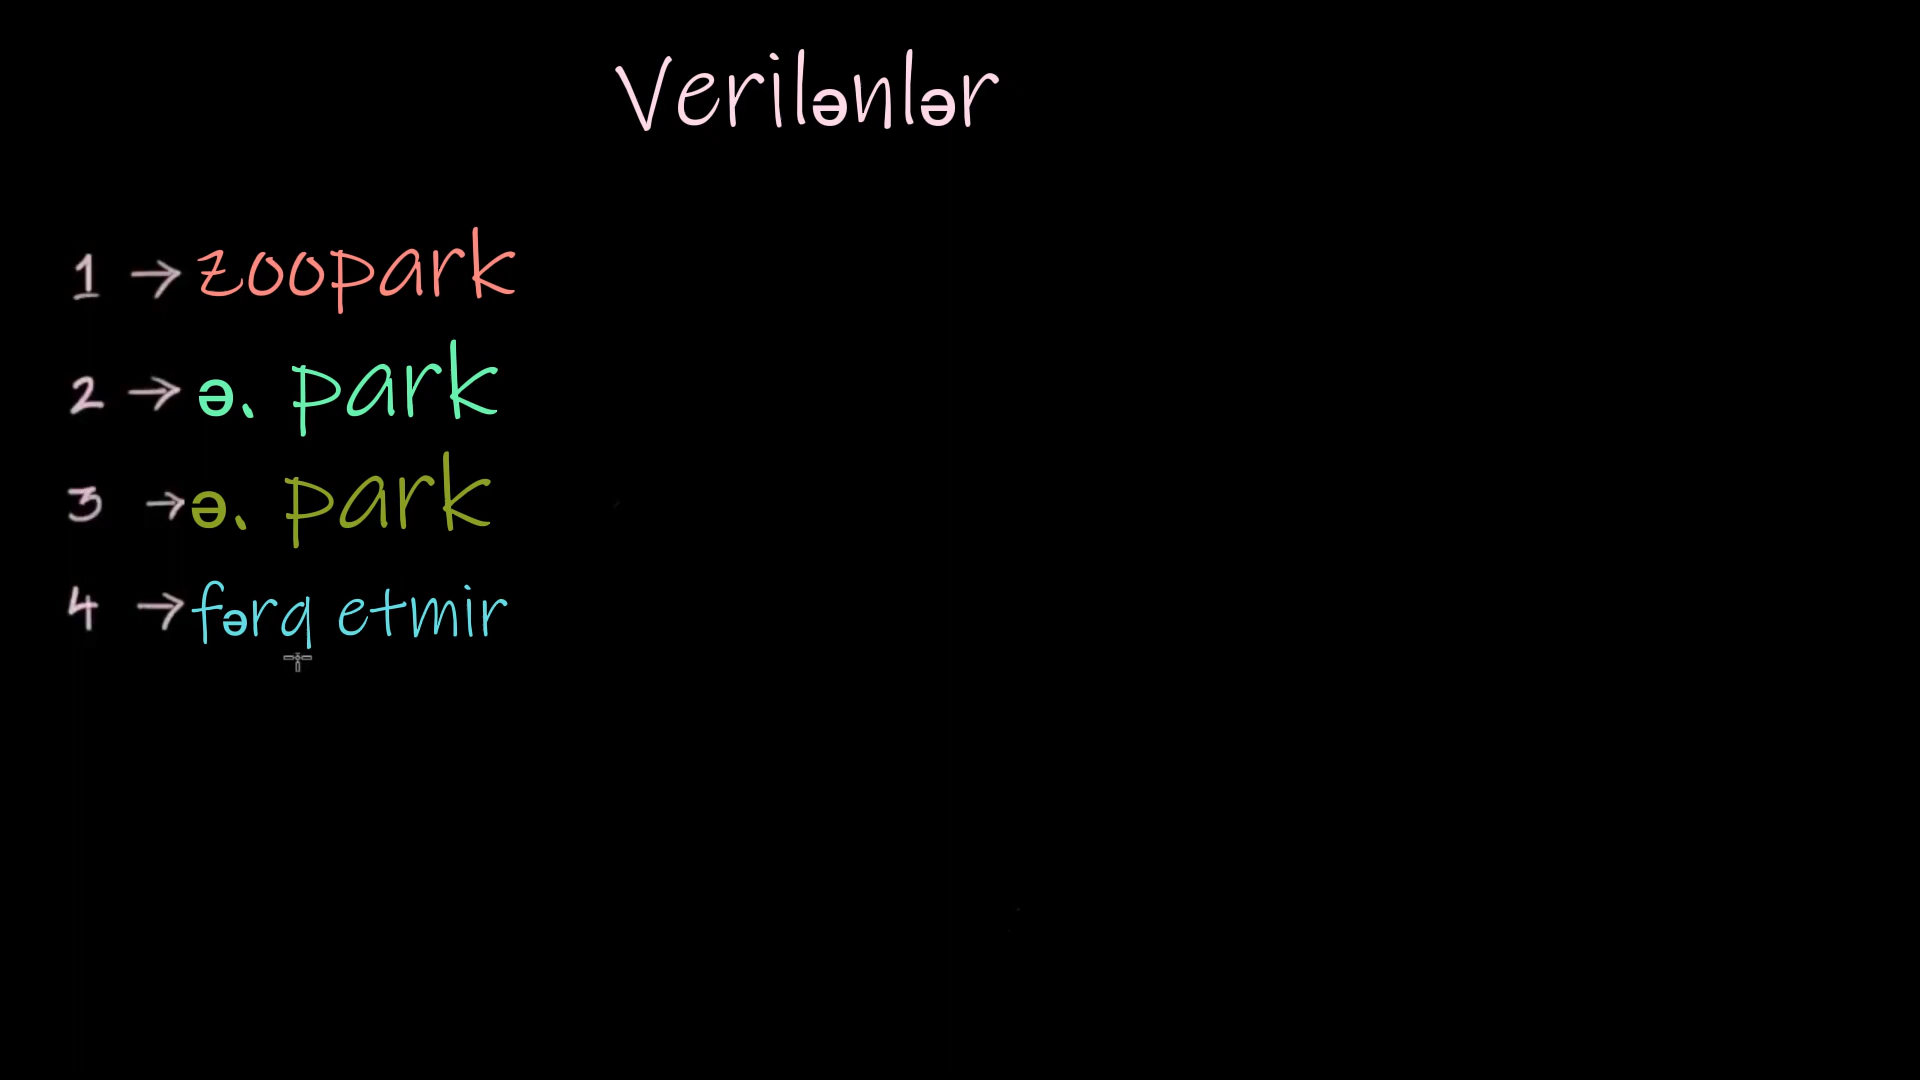 Verilənlər
1 → zoopark
2 → ə. park
3 → ə. park
4 → fərq etmir